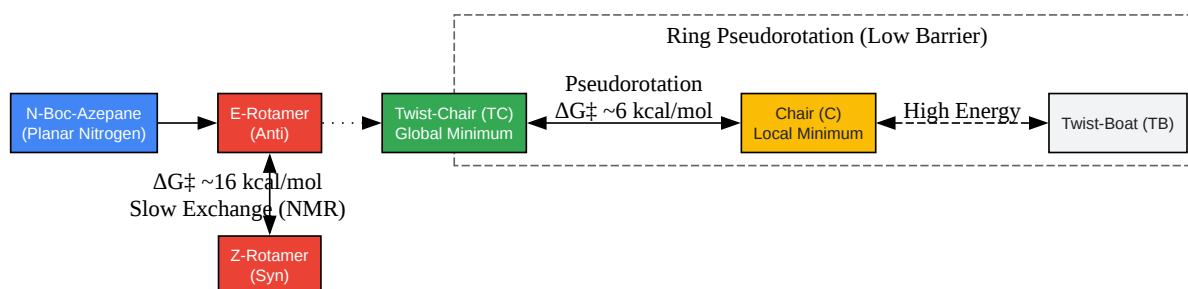 Ring Pseudorotation (Low Barrier)
N-Boc-Azepane
(Planar Nitrogen)
E-Rotamer
(Anti)
Twist-Chair (TC)
Global Minimum
Pseudorotation
ΔG‡ ~6 kcal/mol
Chair (C)
Local Minimum
High Energy
Twist-Boat (TB)
ΔG‡ ~16 kcal/mol
Slow Exchange (NMR)
Z-Rotamer
(Syn)